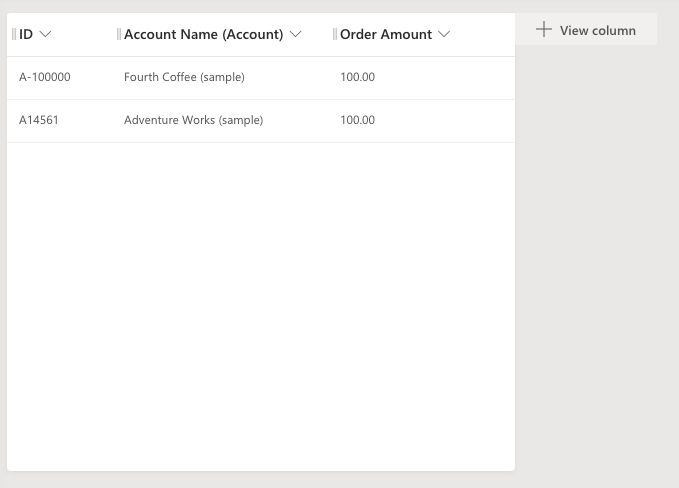 ID Account Name (Account) Order Amount View column
A-100000 Fourth Coffee (sample) 100.00
A14561 Adventure Works (sample) 100.00